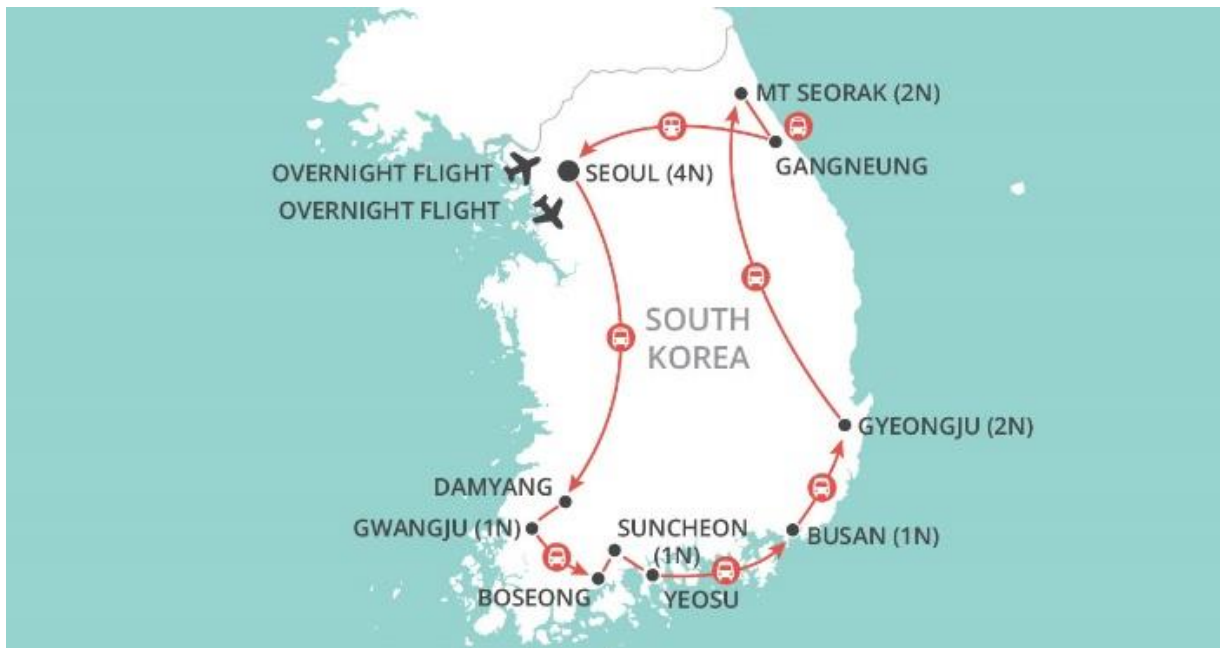 MT SEORAK (2N)
GANGNEUNG
OVERNIGHT FLIGHT
SEOUL (4N)
OVERNIGHT FLIGHT
SOUTH
KOREA
GYEONGJU (2N)
DAMYANG
GWANGJU (1N)
SUNCHEON
(1N)
BUSAN (1N)
BOSEONG
YEOSU